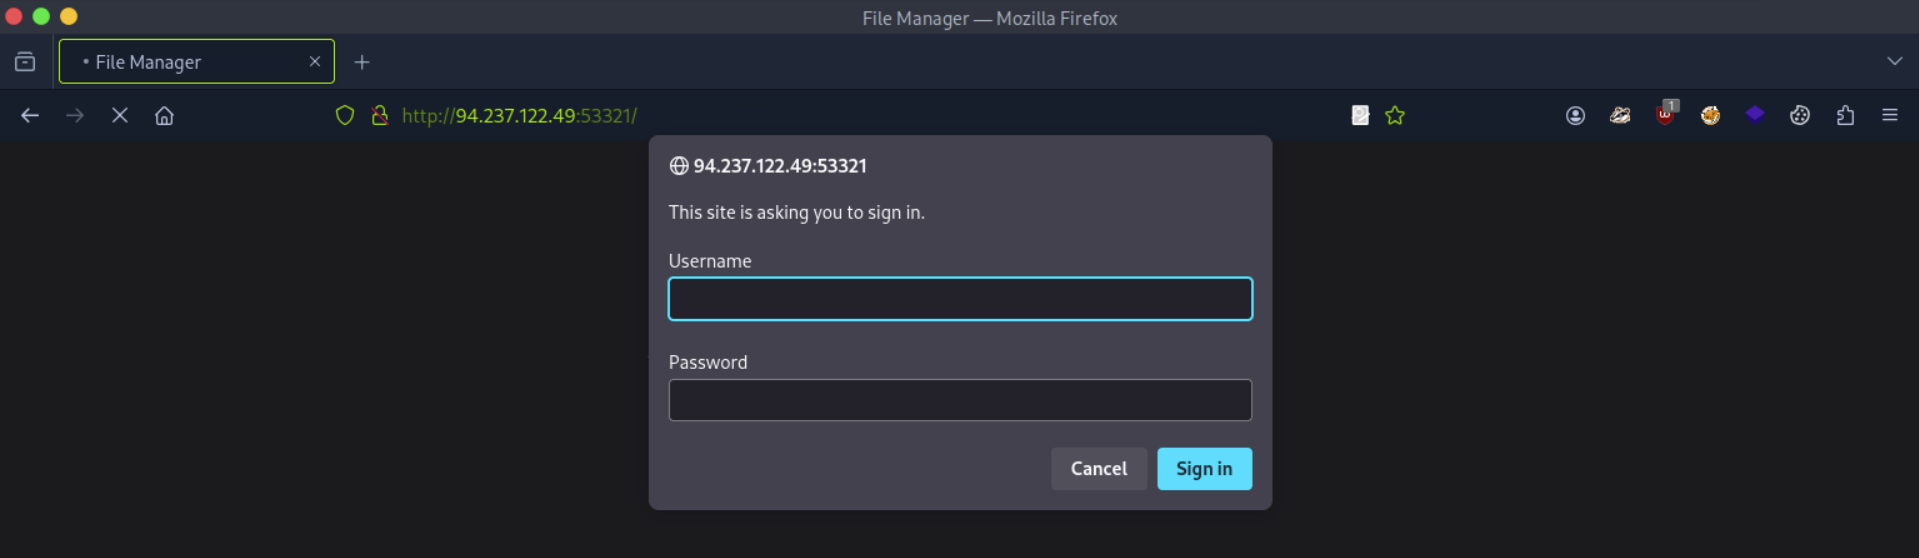 File Manager — Mozilla Firefox
• File Manager
http://94.237.122.49:53321/
1
94.237.122.49:53321
This site is asking you to sign in.
Username
Password
Cancel Sign in